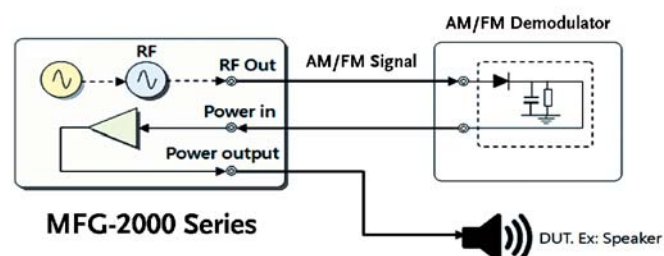 AM/FM Demodulator
RF
RF Out
AM/FM Signal
Power in
Power output
MFG-2000 Series
DUT. Ex: Speaker